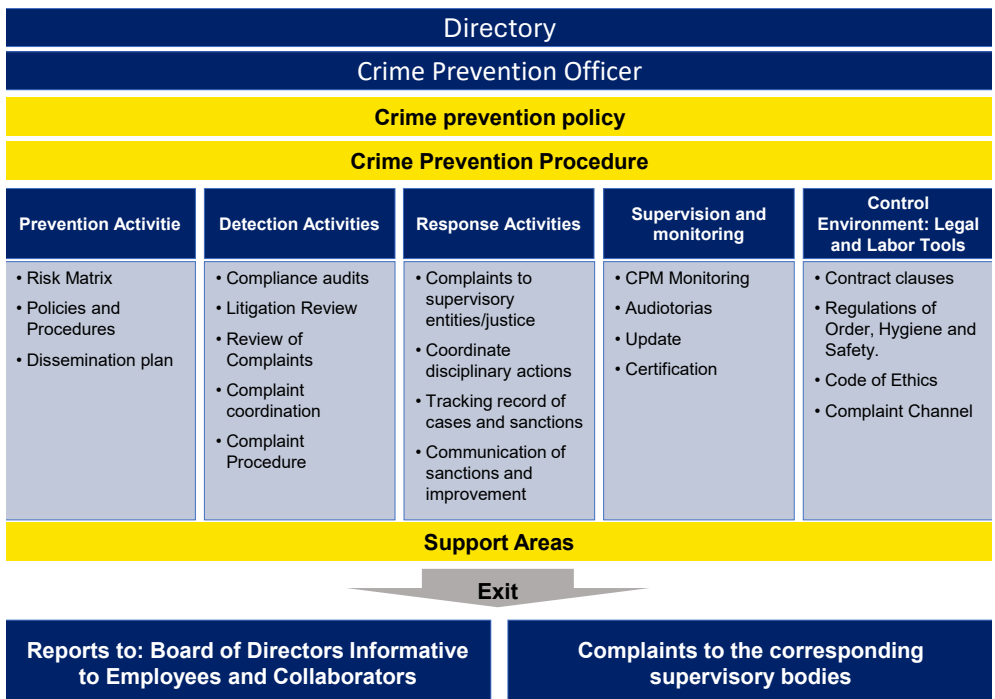 Directory
Crime Prevention Officer
Crime prevention policy
Crime Prevention Procedure
Prevention Activitie
• Risk Matrix
• Policies and
Procedures
• Dissemination plan
Detection Activities
• Compliance audits
• Litigation Review
• Review of
Complaints
• Complaint
coordination
• Complaint
Procedure
Response Activities
• Complaints to
supervisory
entities/justice
• Coordinate
disciplinary actions
• Tracking record of
cases and sanctions
• Communication of
sanctions and
improvement
Supervision and
monitoring
• CPM Monitoring
• Audiotorias
• Update
• Certification
Control
Environment: Legal
and Labor Tools
• Contract clauses
• Regulations of
Order, Hygiene and
Safety.
• Code of Ethics
• Complaint Channel
Support Areas
Exit
Reports to: Board of Directors Informative
to Employees and Collaborators
Complaints to the corresponding
supervisory bodies